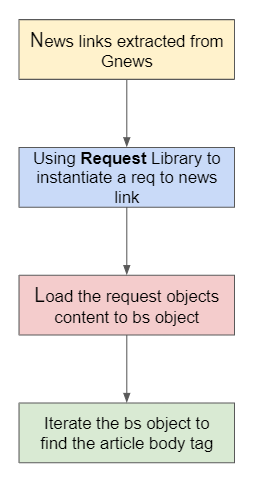 News links extracted from
Gnews
Using Request Library to
instantiate a req to news
link
Load the request objects
content to bs object
Iterate the bs object to
find the article body tag